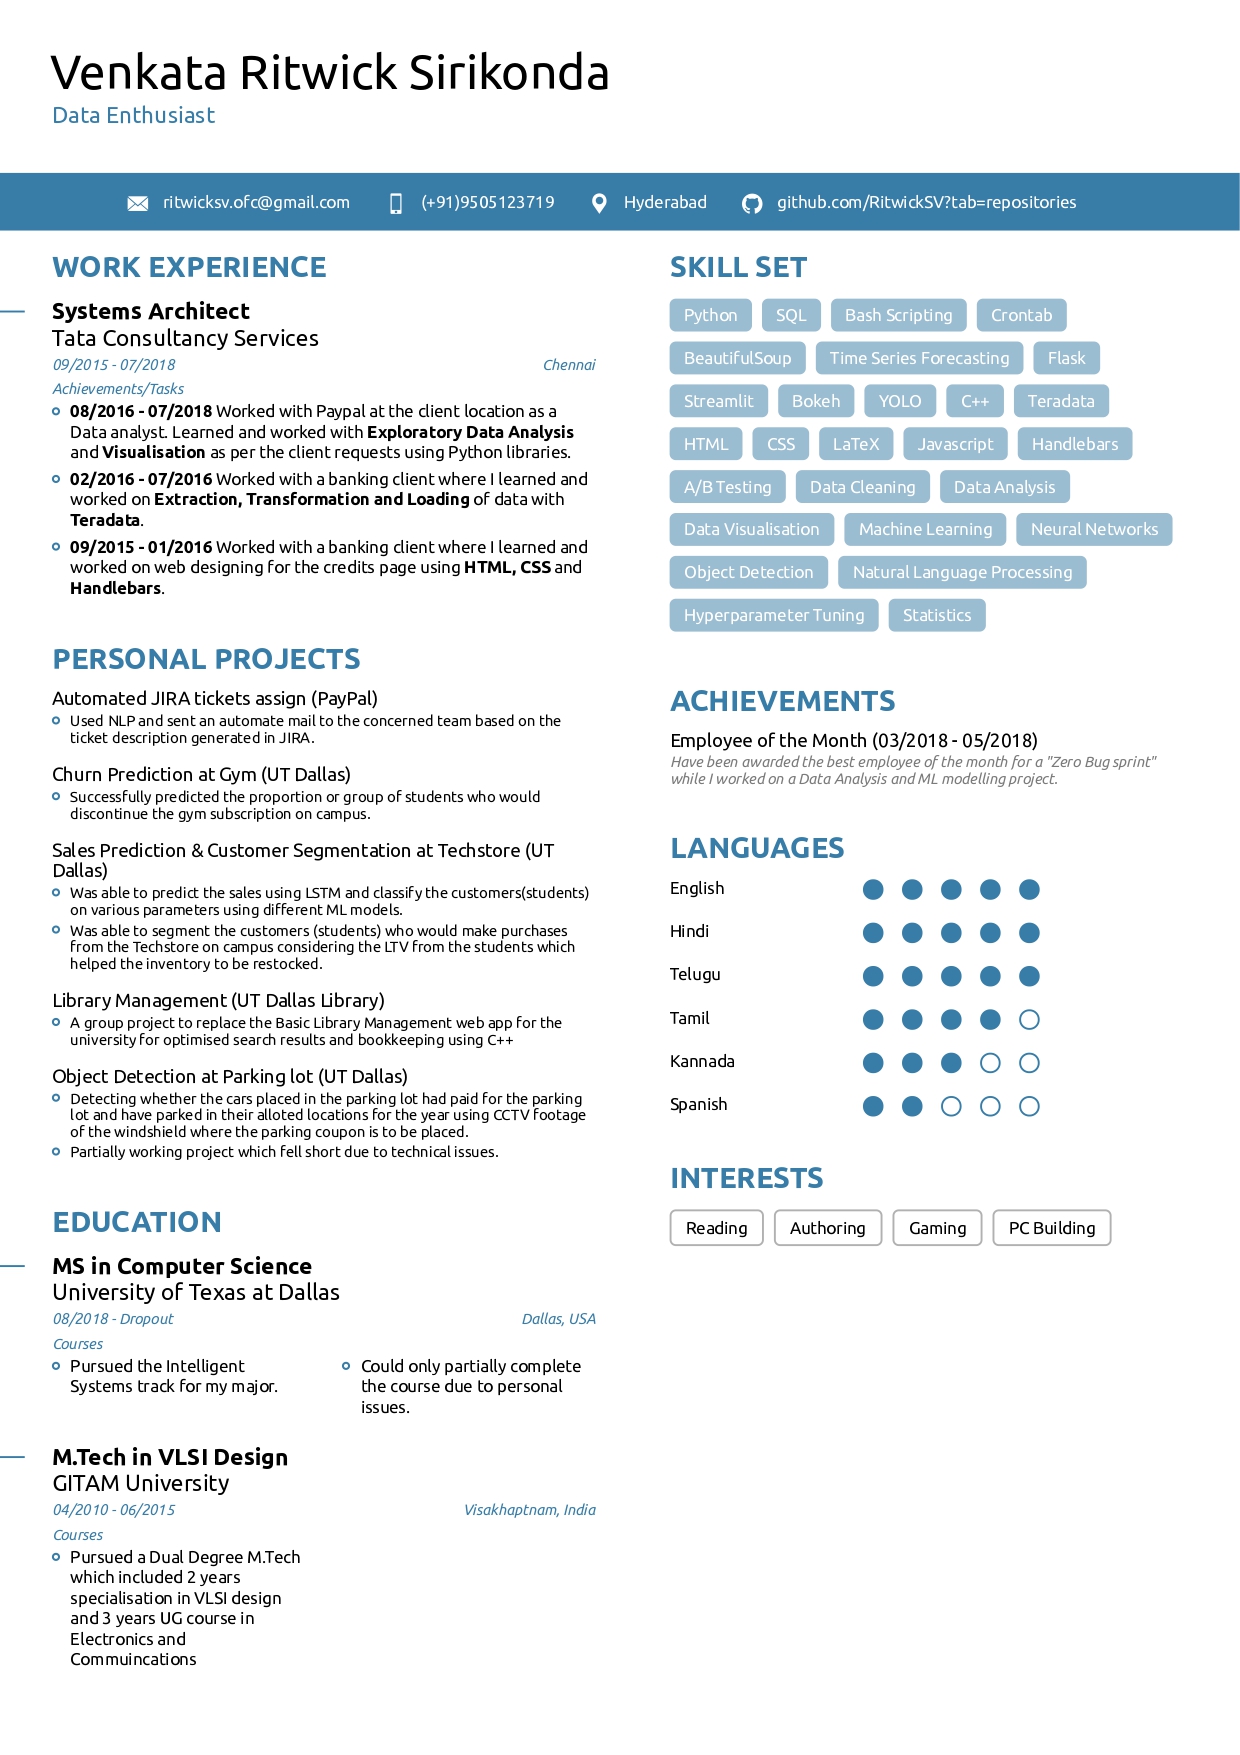 Venkata Ritwick Sirikonda
Data Enthusiast
ritwicksv.ofc@gmail.com
(+91)9505123719
Hyderabad
github.com/RitwickSV?tab=repositories
WORK EXPERIENCE
Systems Architect
Tata Consultancy Services
09/2015 - 07/2018
Chennai
Achievements/Tasks
08/2016 - 07/2018 Worked with Paypal at the client location as a
Data analyst. Learned and worked with Exploratory Data Analysis
and Visualisation as per the client requests using Python libraries.
02/2016 - 07/2016 Worked with a banking client where I learned and
worked on Extraction, Transformation and Loading of data with
Teradata.
09/2015 - 01/2016 Worked with a banking client where I learned and
worked on web designing for the credits page using HTML, CSS and
Handlebars.
PERSONAL PROJECTS
Automated JIRA tickets assign (PayPal)
Used NLP and sent an automate mail to the concerned team based on the
ticket description generated in JIRA.
Churn Prediction at Gym (UT Dallas)
Successfully predicted the proportion or group of students who would
discontinue the gym subscription on campus.
Sales Prediction & Customer Segmentation at Techstore (UT
Dallas)
Was able to predict the sales using LSTM and classify the customers(students)
on various parameters using different ML models.
Was able to segment the customers (students) who would make purchases
from the Techstore on campus considering the LTV from the students which
helped the inventory to be restocked.
Library Management (UT Dallas Library)
A group project to replace the Basic Library Management web app for the
university for optimised search results and bookkeeping using C++
Object Detection at Parking lot (UT Dallas)
Detecting whether the cars placed in the parking lot had paid for the parking
lot and have parked in their alloted locations for the year using CCTV footage
of the windshield where the parking coupon is to be placed.
Partially working project which fell short due to technical issues.
EDUCATION
MS in Computer Science
University of Texas at Dallas
08/2018 - Dropout
Dallas, USA
Courses
Pursued the Intelligent
Systems track for my major.
Could only partially complete
the course due to personal
issues.
M.Tech in VLSI Design
GITAM University
04/2010 - 06/2015
Visakhaptnam, India
Courses
Pursued a Dual Degree M.Tech
which included 2 years
specialisation in VLSI design
and 3 years UG course in
Electronics and
Commuincations
SKILL SET
Python SQL Bash Scripting Crontab
BeautifulSoup Time Series Forecasting Flask
Streamlit Bokeh YOLO C++ Teradata
HTML CSS LaTeX Javascript Handlebars
A/B Testing Data Cleaning Data Analysis
Data Visualisation Machine Learning Neural Networks
Object Detection Natural Language Processing
Hyperparameter Tuning Statistics
ACHIEVEMENTS
Employee of the Month (03/2018 - 05/2018)
Have been awarded the best employee of the month for a "Zero Bug sprint"
while I worked on a Data Analysis and ML modelling project.
LANGUAGES
English
Hindi
Telugu
Tamil
Kannada
Spanish
INTERESTS
Reading Authoring Gaming PC Building